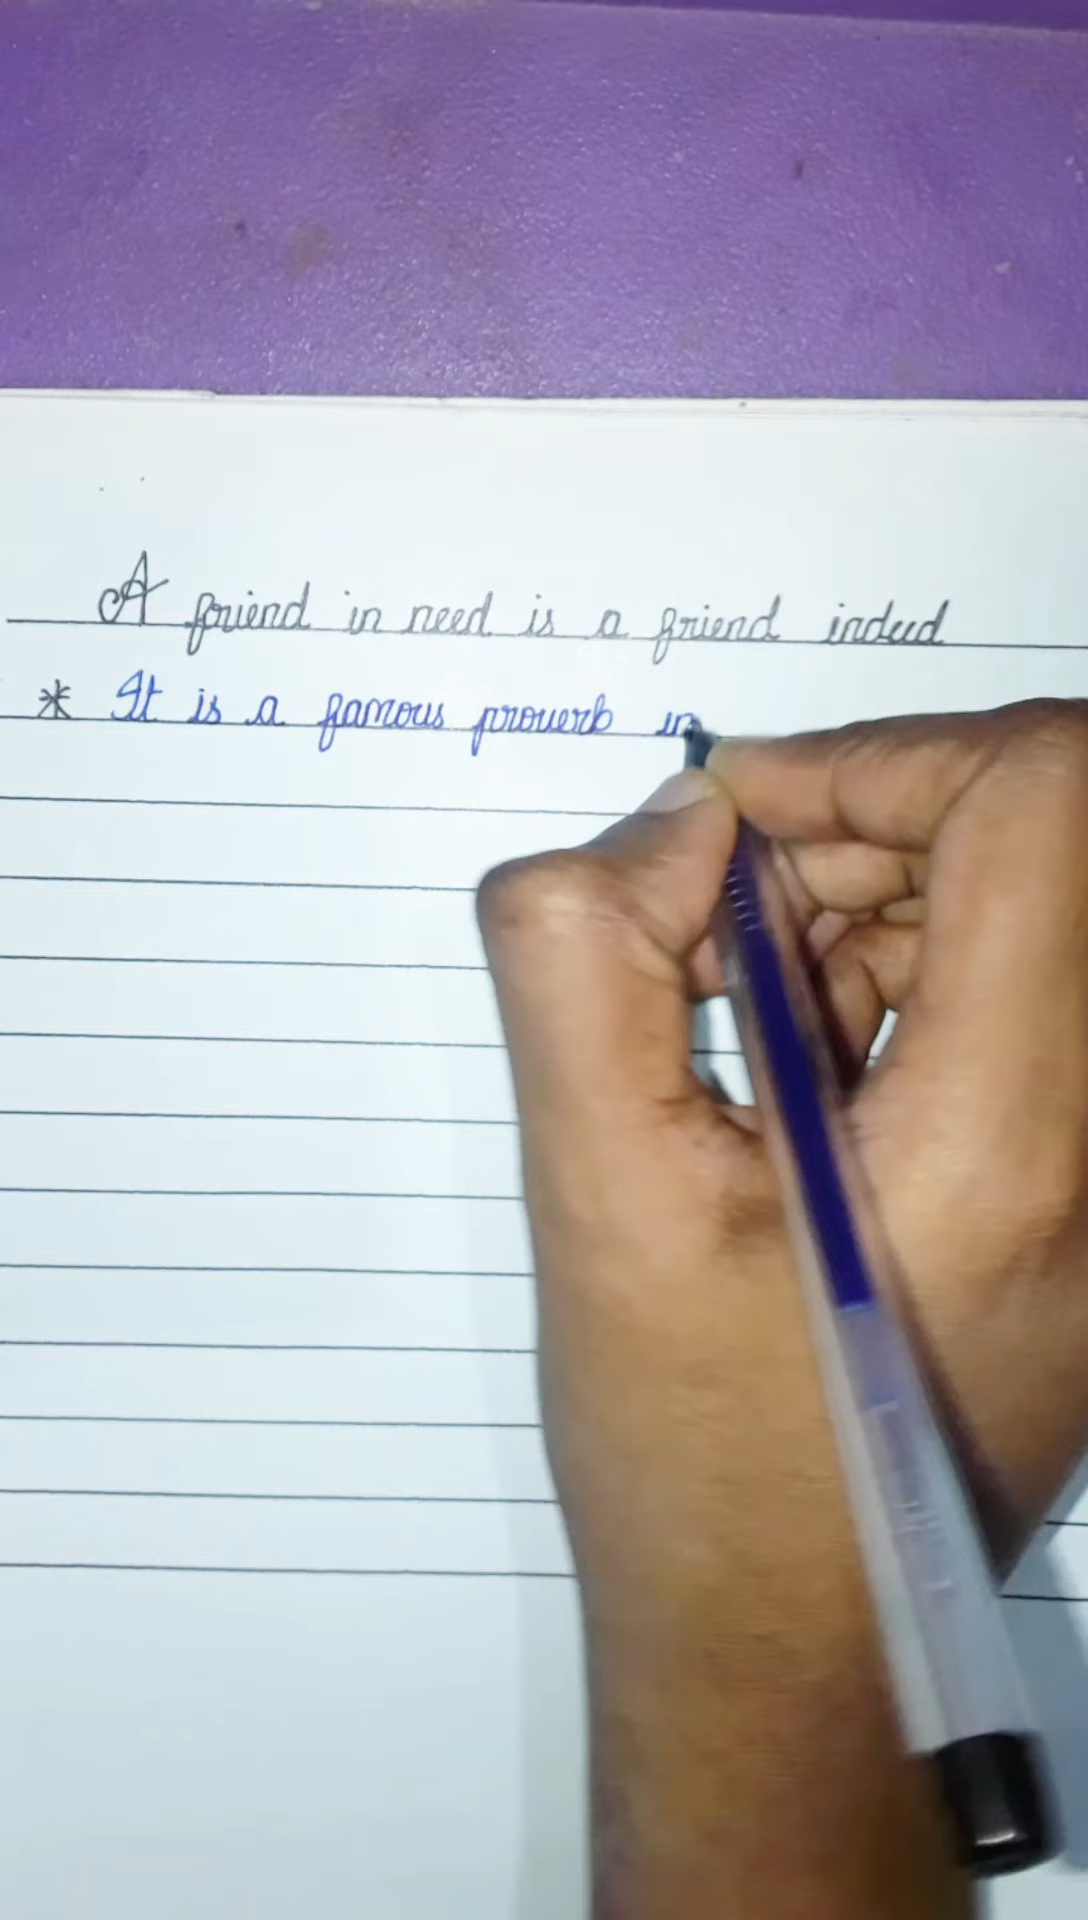 A friend in need is a friend indeed
* It is a famous proverb in